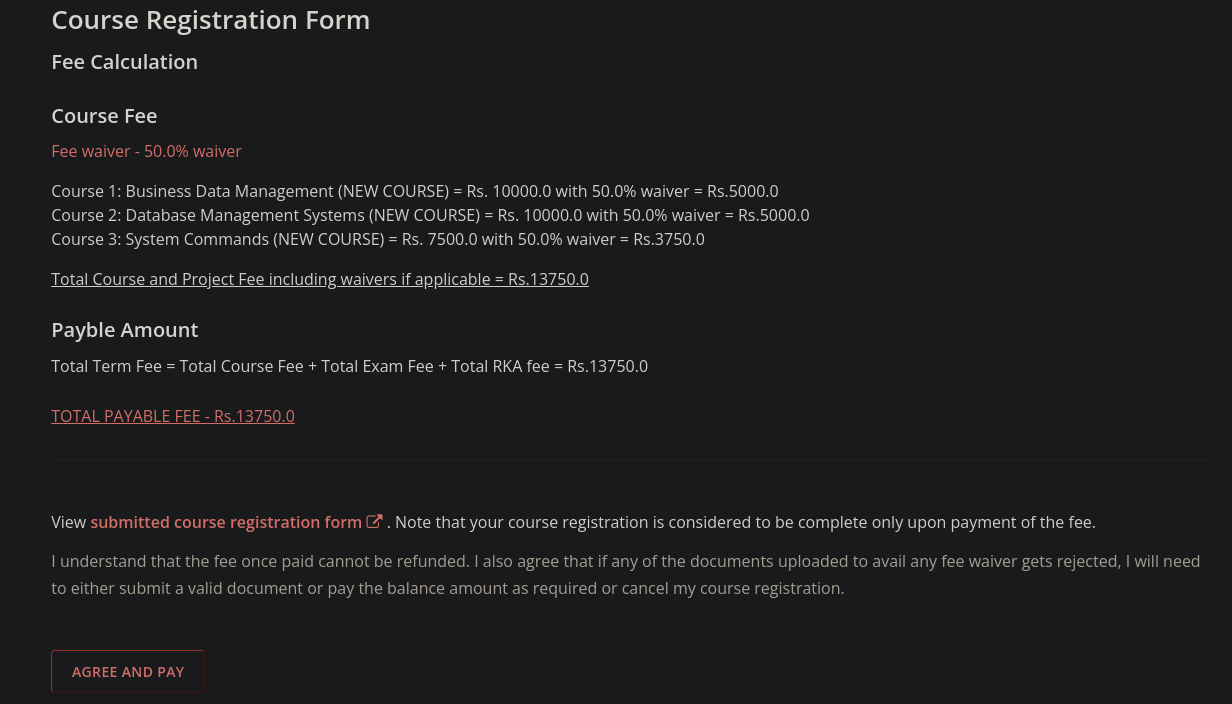 Course Registration Form
Fee Calculation
Course Fee
Fee waiver - 50.0% waiver
Course 1: Business Data Management (NEW COURSE) = Rs. 10000.0 with 50.0% waiver = Rs.5000.0
Course 2: Database Management Systems (NEW COURSE) = Rs. 10000.0 with 50.0% waiver = Rs.5000.0
Course 3: System Commands (NEW COURSE) = Rs. 7500.0 with 50.0% waiver = Rs.3750.0
Total Course and Project Fee including waivers if applicable = Rs.13750.0
Payble Amount
Total Term Fee = Total Course Fee + Total Exam Fee + Total RKA fee = Rs.13750.0
TOTAL PAYABLE FEE - Rs.13750.0
View submitted course registration form . Note that your course registration is considered to be complete only upon payment of the fee.
I understand that the fee once paid cannot be refunded. I also agree that if any of the documents uploaded to avail any fee waiver gets rejected, I will need
to either submit a valid document or pay the balance amount as required or cancel my course registration.
AGREE AND PAY